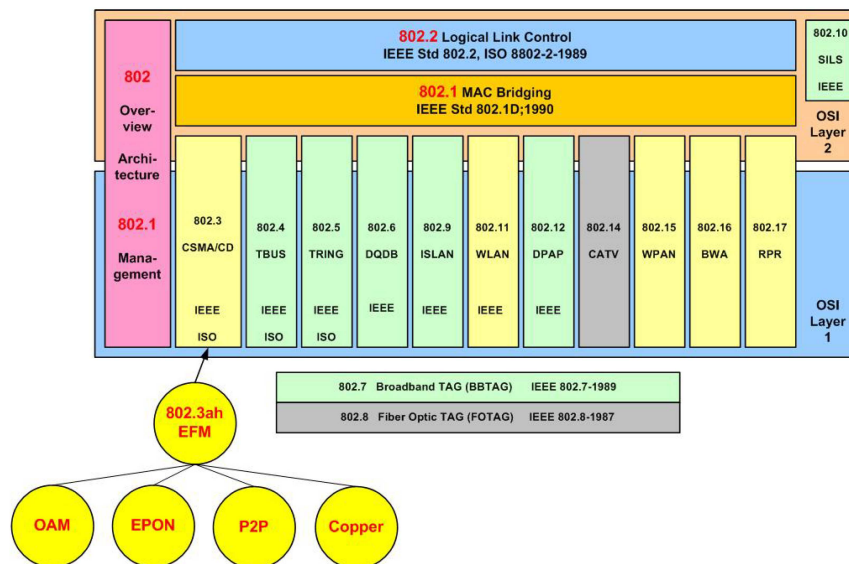 802
Over-
view
Archi-
tecture
802.1
Mana-
gement
802.2 Logical Link Control
IEEE Std 802.2, ISO 8802-2-1989
802.1 MAC Bridging
IEEE Std 802.1D;1990
802.10
SILS
IEEE
OSI
Layer
2
802.3
CSMA/CD
IEEE
ISO
802.4
TBUS
IEEE
ISO
802.5
TRING
IEEE
ISO
802.6
DQDB
IEEE
802.9
ISLAN
IEEE
802.11
WLAN
IEEE
802.12
DPAP
IEEE
802.14
CATV
802.15
WPAN
802.16
BWA
802.17
RPR
OSI
Layer
1
802.7 Broadband TAG (BBTAG) IEEE 802.7-1989
802.8 Fiber Optic TAG (FOTAG) IEEE 802.8-1987
802.3ah
EFM
OAM
EPON
P2P
Copper